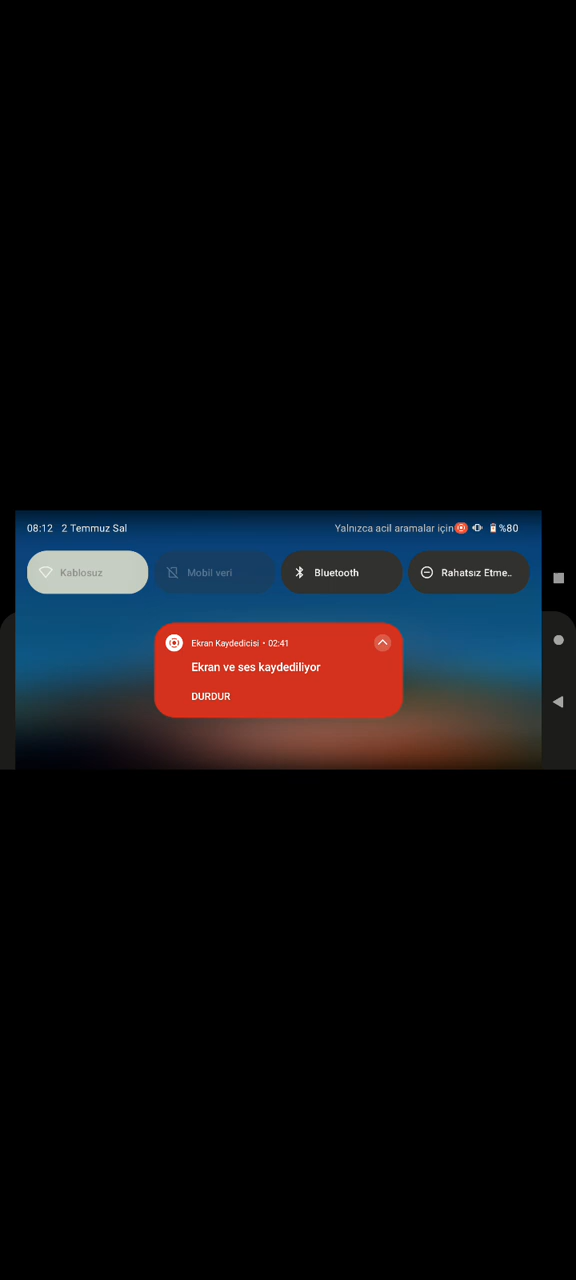 08:12 2 Temmuz Sal
Yalnızca acil aramalar için %80
Kablosuz
Mobil veri
Bluetooth
Rahatsız Etme..
Ekran Kaydedicisi • 02:41
Ekran ve ses kaydediliyor
DURDUR